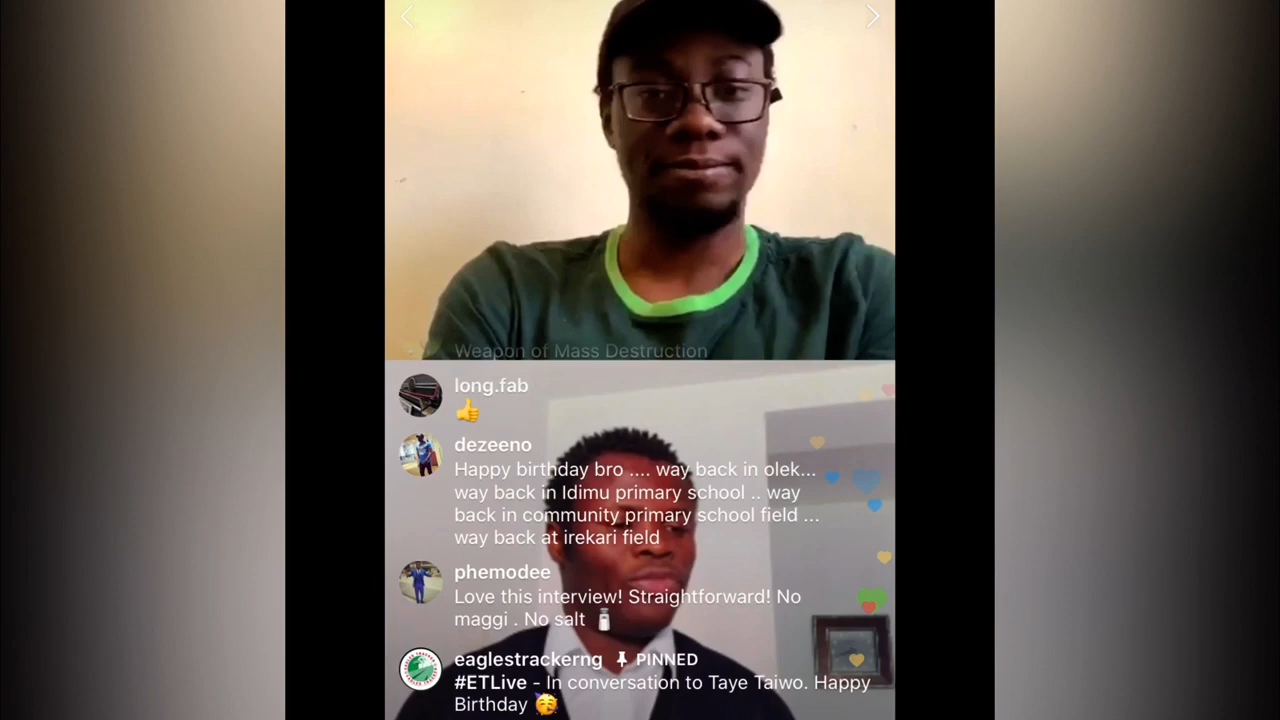 Weapon of Mass Destruction
long.fab
👍
dezeeno
Happy birthday bro .... way back in olek...
way back in Idimu primary school .. way
back in community primary school field ...
way back at irekari field
phemodee
Love this interview! Straightforward! No
maggi . No salt 🧂
eaglestrackerng 📌 PINNED
#ETLive - In conversation to Taye Taiwo. Happy
Birthday 🥳